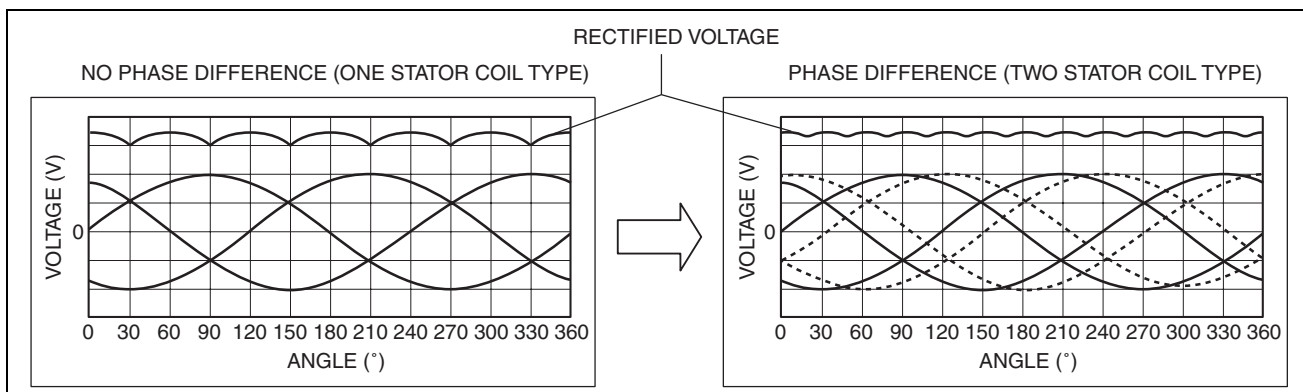 RECTIFIED VOLTAGE
NO PHASE DIFFERENCE (ONE STATOR COIL TYPE)
VOLTAGE (V)
0
0 30 60 90 120 150 180 210 240 270 300 330 360
ANGLE (°)
PHASE DIFFERENCE (TWO STATOR COIL TYPE)
VOLTAGE (V)
0
0 30 60 90 120 150 180 210 240 270 300 330 360
ANGLE (°)